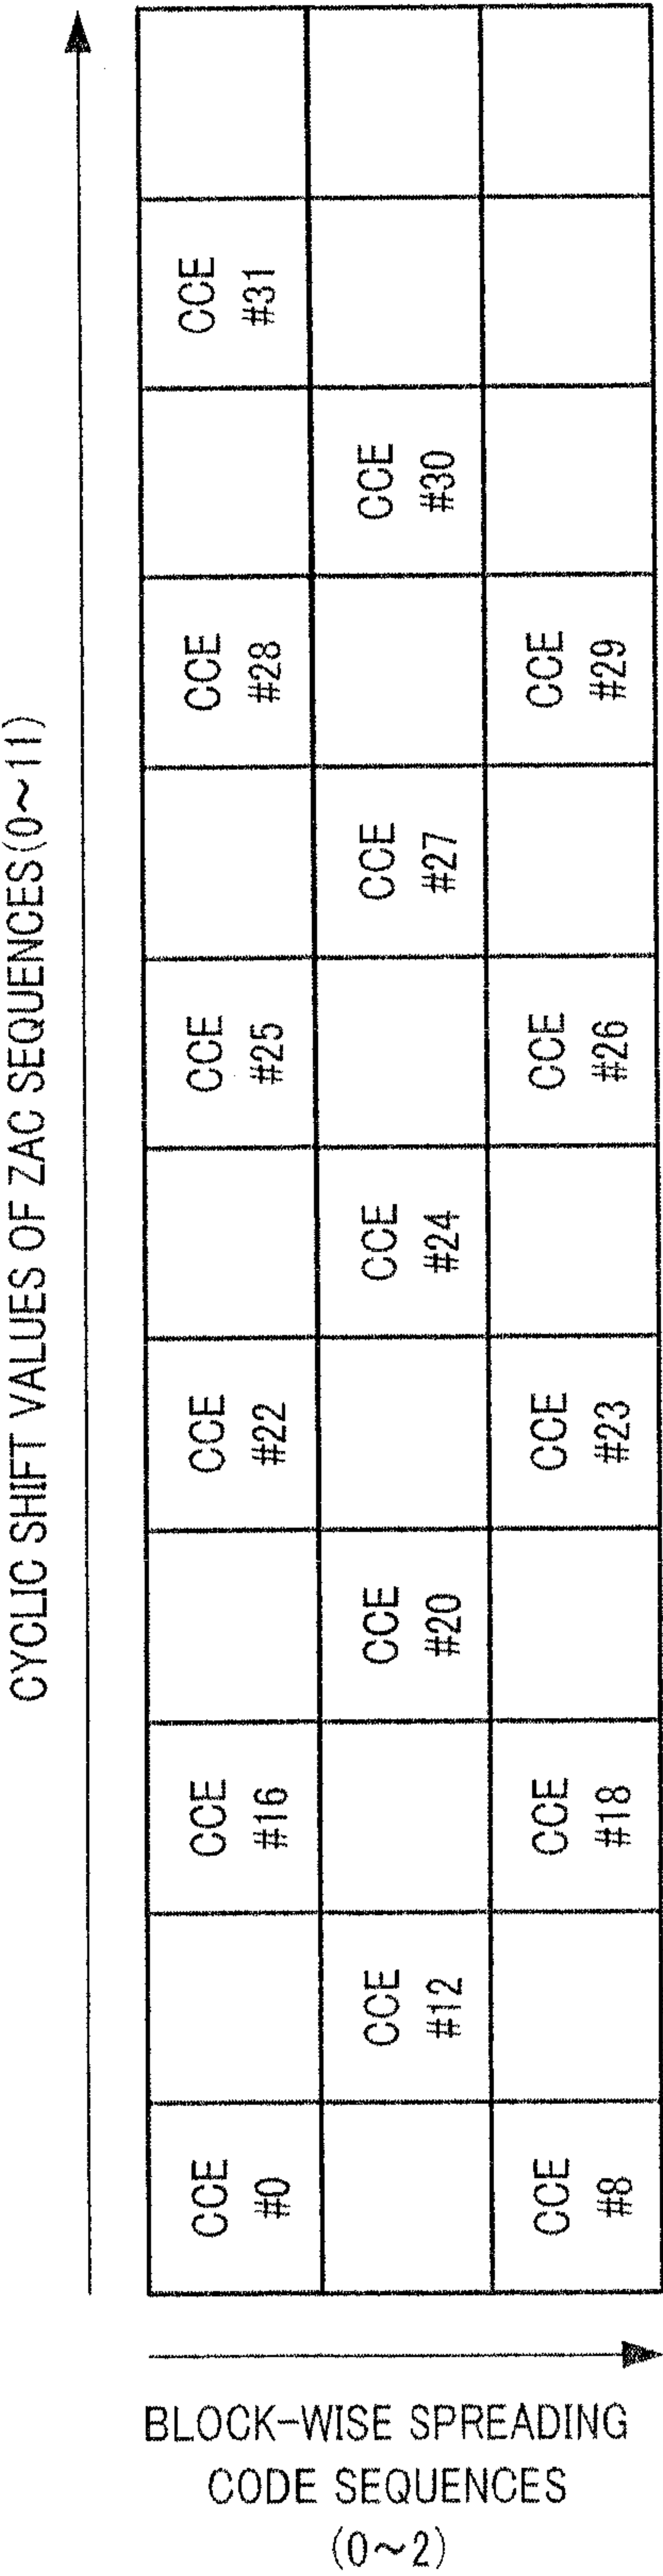 CYCLIC SHIFT VALUES OF ZAC SEQUENCES(0~11)
CCE
#0
CCE
#16
CCE
#22
CCE
#25
CCE
#28
CCE
#31
CCE
#12
CCE
#20
CCE
#24
CCE
#27
CCE
#30
CCE
#8
CCE
#18
CCE
#23
CCE
#26
CCE
#29
BLOCK-WISE SPREADING
CODE SEQUENCES
(0~2)